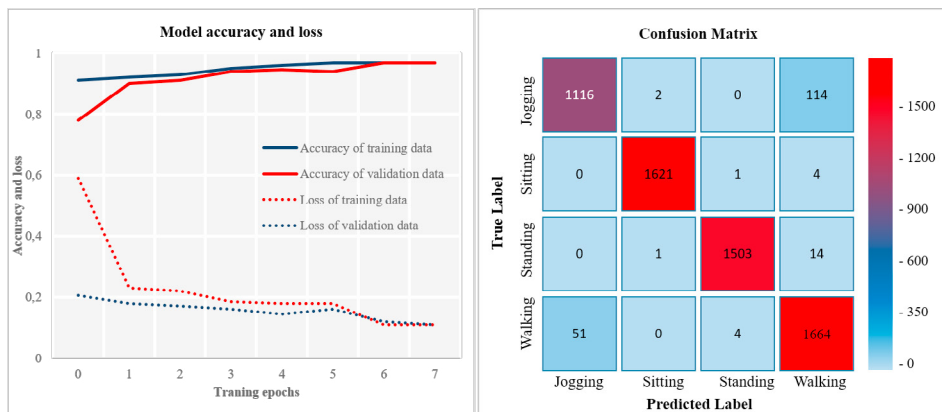 Model accuracy and loss
Accuracy and loss
1
0,8
0,6
0,4
0,2
0
Accuracy of training data
Accuracy of validation data
Loss of training data
Loss of validation data
0 1 2 3 4 5 6 7
Traning epochs
Confusion Matrix
True Label
Jogging
1116 2 0 114
Sitting
0 1621 1 4
Standing
0 1 1503 14
Walking
51 0 4 1664
Jogging Sitting Standing Walking
Predicted Label
- 1500
- 1200
- 900
- 600
- 350
- 0